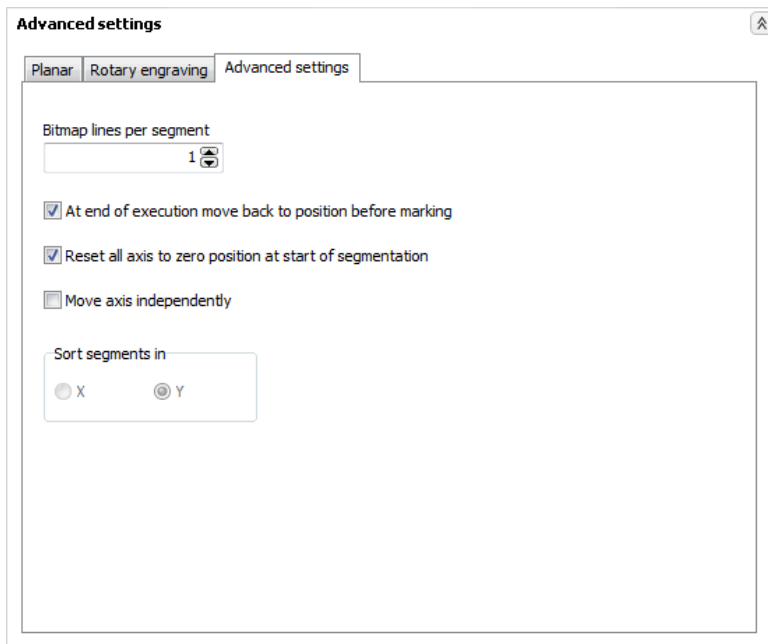 Advanced settings
Planar Rotary engraving Advanced settings
Bitmap lines per segment
1
At end of execution move back to position before marking
Reset all axis to zero position at start of segmentation
Move axis independently
Sort segments in
X Y